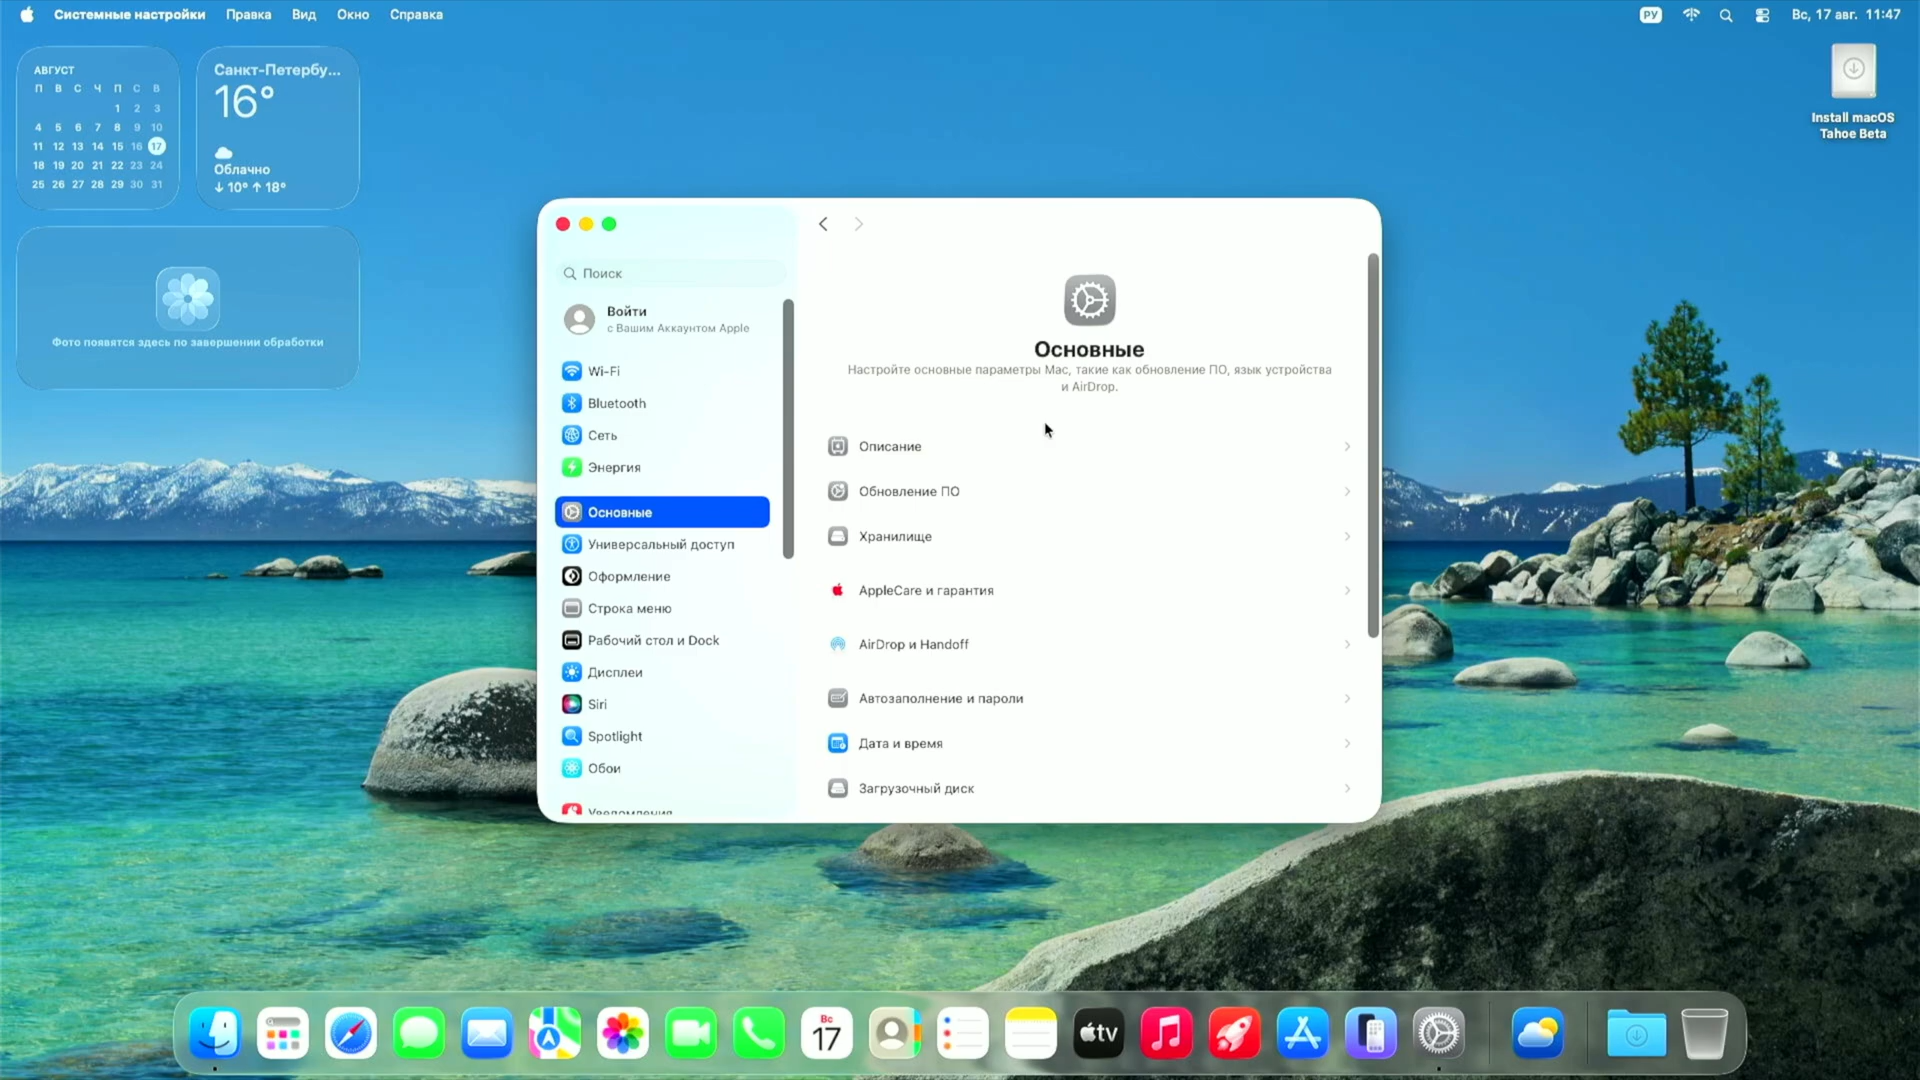 Системные настройки
Правка
Вид
Окно
Справка
РУ
Вс, 17 авг. 11:47
АВГУСТ
П В С Ч П С В
1 2 3
4 5 6 7 8 9 10
11 12 13 14 15 16 17
18 19 20 21 22 23 24
25 26 27 28 29 30 31
Санкт-Петербу...
16°
Облачно
↓ 10° ↑ 18°
Фото появятся здесь по завершении обработки
Install macOS
Tahoe Beta
Поиск
Войти
с Вашим Аккаунтом Apple
Wi-Fi
Bluetooth
Сеть
Энергия
Основные
Универсальный доступ
Оформление
Строка меню
Рабочий стол и Dock
Дисплеи
Siri
Spotlight
Обои
Уведомления
Основные
Настройте основные параметры Mac, такие как обновление ПО, язык устройства
и AirDrop.
Описание
Обновление ПО
Хранилище
AppleCare и гарантия
AirDrop и Handoff
Автозаполнение и пароли
Дата и время
Загрузочный диск
Вс
17
tv